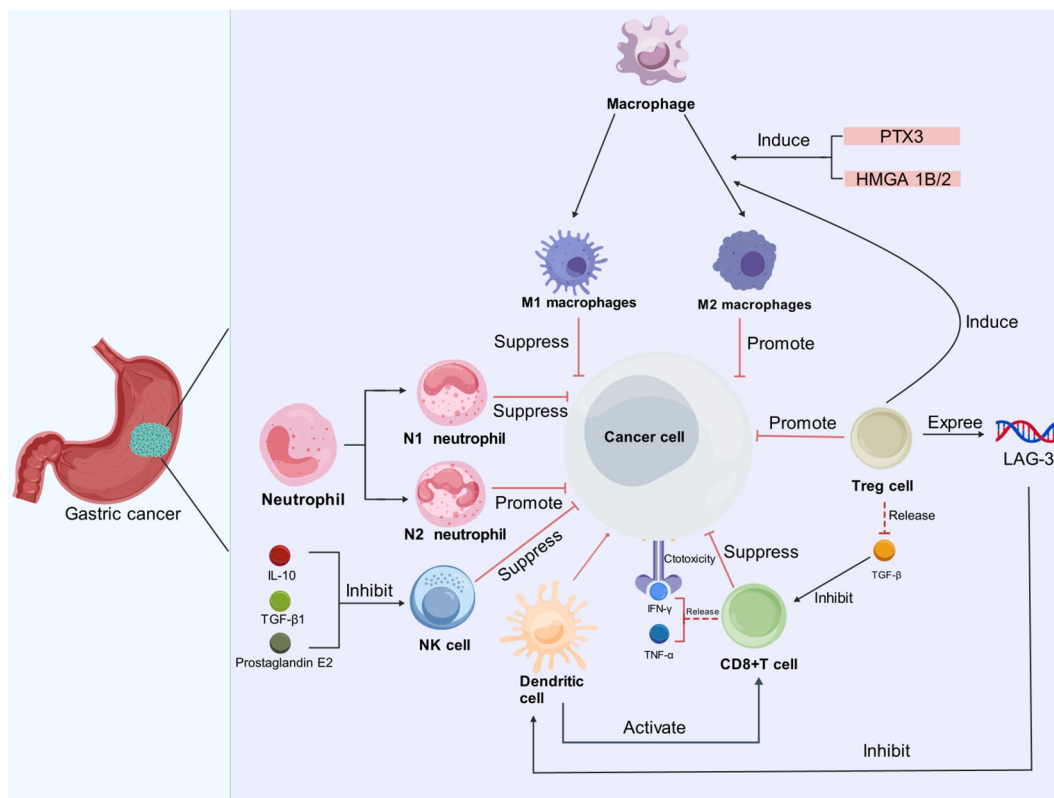 Macrophage
Induce
PTX3
HMGA 1B/2
M1 macrophages
M2 macrophages
Suppress
Promote
Induce
Suppress
N1 neutrophil
Cancer cell
Promote
Expree
LAG-3
Neutrophil
Treg cell
Gastric cancer
Promote
N2 neutrophil
Release
TGF-β
Suppress
Ctotoxicity
Suppress
IL-10
Inhibit
TGF-β1
Prostaglandin E2
NK cell
IFN-γ
Release
TNF-α
Inhibit
CD8+T cell
Dendritic
cell
Activate
Inhibit